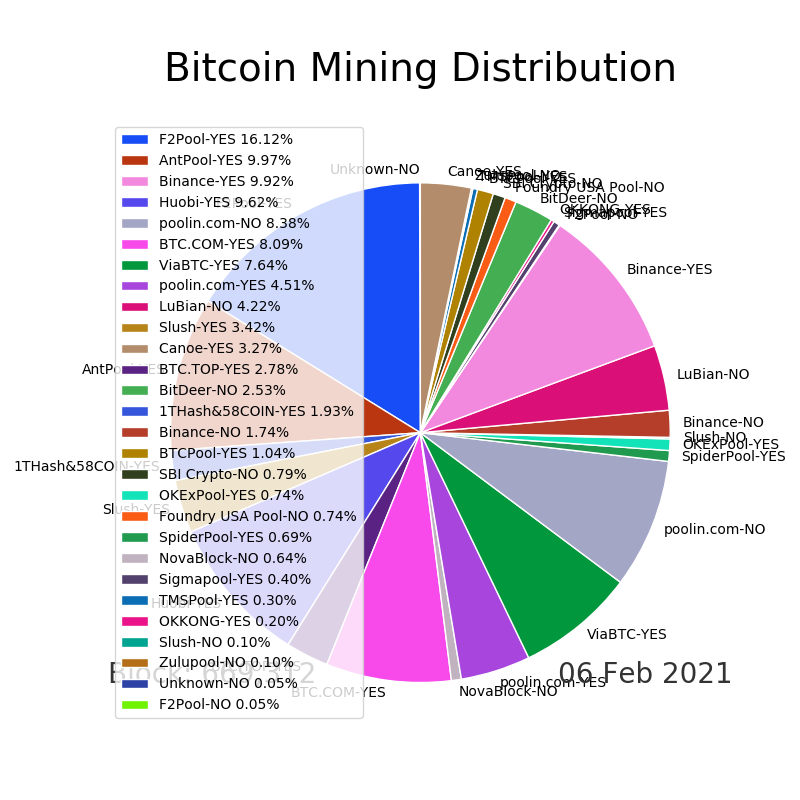 Bitcoin Mining Distribution
F2Pool-YES 16.12%
AntPool-YES 9.97%
Binance-YES 9.92%
Huobi-YES 9.62%
poolin.com-NO 8.38%
BTC.COM-YES 8.09%
ViaBTC-YES 7.64%
poolin.com-YES 4.51%
LuBian-NO 4.22%
Slush-YES 3.42%
Canoe-YES 3.27%
BTC.TOP-YES 2.78%
BitDeer-NO 2.53%
1THash&58COIN-YES 1.93%
Binance-NO 1.74%
BTCPool-YES 1.04%
SBI Crypto-NO 0.79%
OKExPool-YES 0.74%
Foundry USA Pool-NO 0.74%
SpiderPool-YES 0.69%
NovaBlock-NO 0.64%
Sigmapool-YES 0.40%
TMSPool-YES 0.30%
OKKONG-YES 0.20%
Slush-NO 0.10%
Zulupool-NO 0.10%
Unknown-NO 0.05%
F2Pool-NO 0.05%
Unknown-NO
Canoe-YES
Foundry USA Pool-NO
BitDeer-NO
OKKONG-YES
F2Pool-NO
Binance-YES
LuBian-NO
Binance-NO
Slush-NO
OKExPool-YES
SpiderPool-YES
poolin.com-NO
ViaBTC-YES
poolin.com-YES
NovaBlock-NO
BTC.COM-YES
Huobi-YES
Slush-YES
1THash&58COIN-YES
AntPool-YES
Block: 669,312
06 Feb 2021